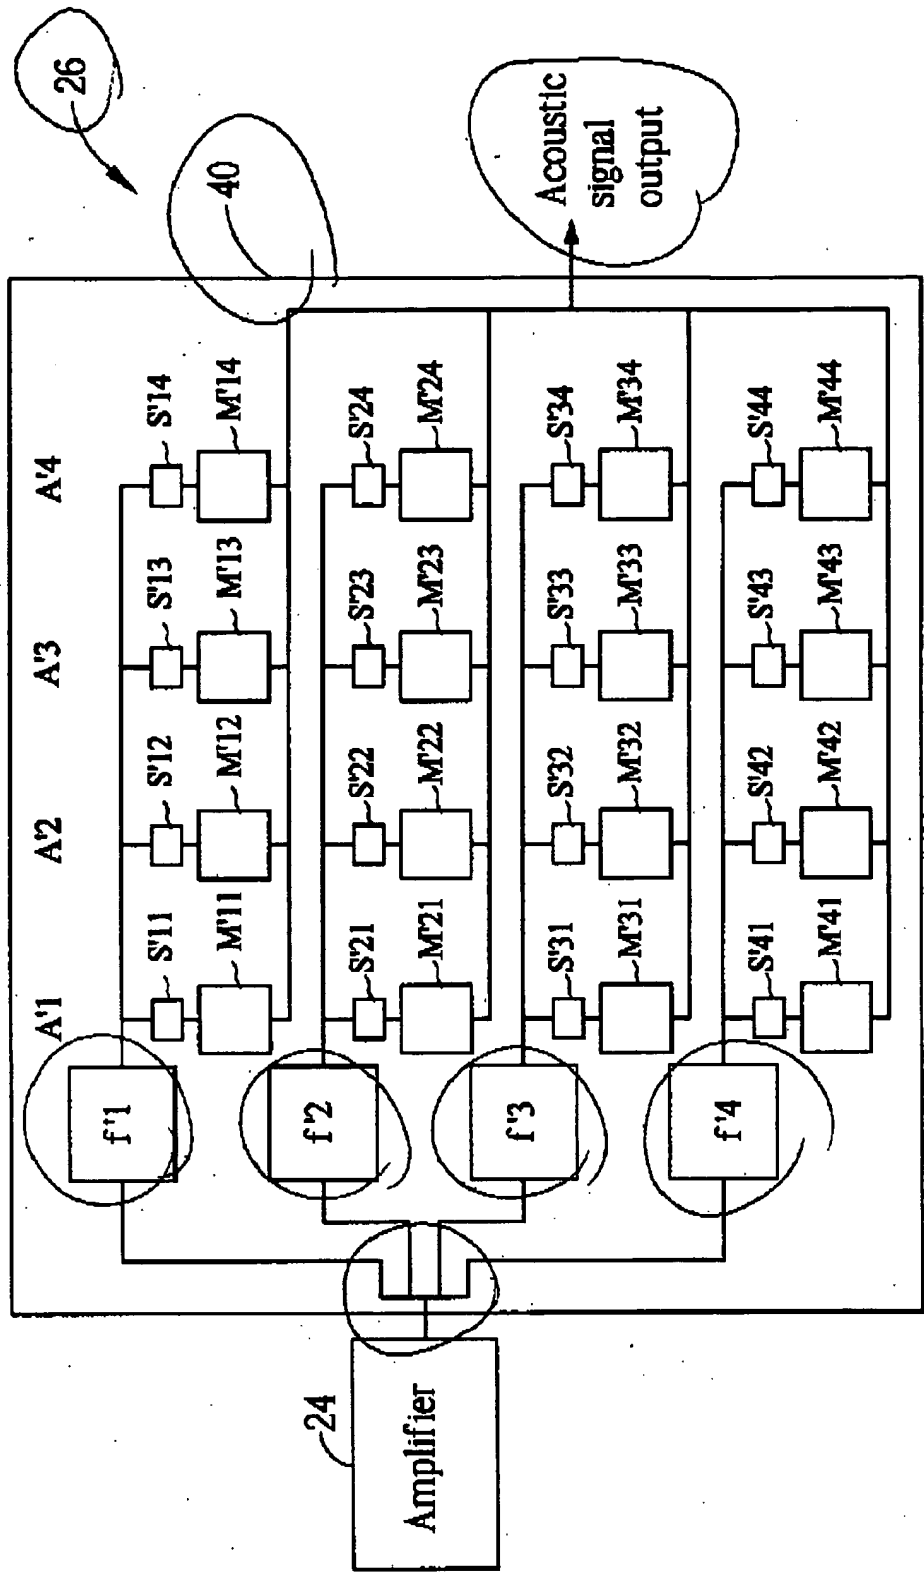 26
40
A'1 A'2 A'3 A'4
S'11 S'12 S'13 S'14
M'11 M'12 M'13 M'14
f'1
S'21 S'22 S'23 S'24
M'21 M'22 M'23 M'24
f'2
Acoustic
signal
output
S'31 S'32 S'33 S'34
M'31 M'32 M'33 M'34
f'3
S'41 S'42 S'43 S'44
M'41 M'42 M'43 M'44
f'4
24
Amplifier